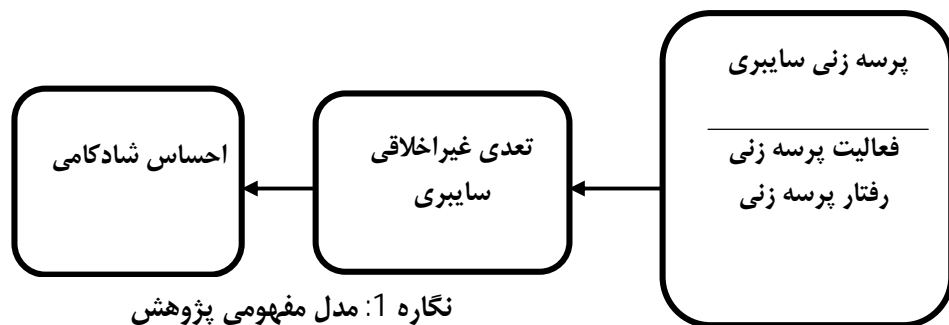 پرسه زنی سایبری
فعالیت پرسه زنی
رفتار پرسه زنی
تعدی غیراخلاقی
سایبری
احساس شادکامی
نگاره 1: مدل مفهومی پژوهش